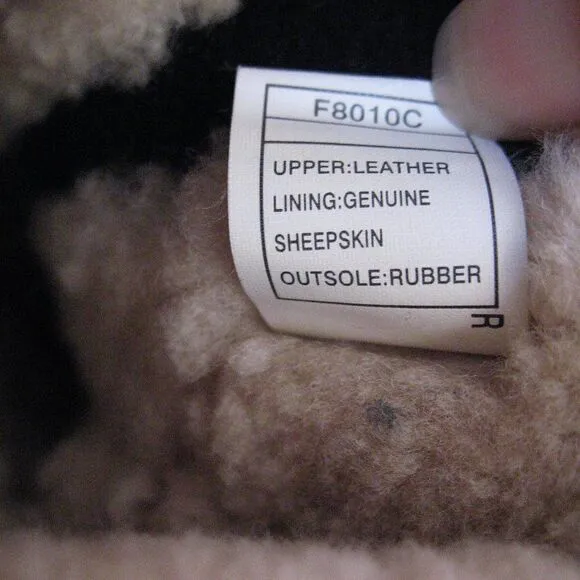 F8010C
UPPER:LEATHER
LINING:GENUINE
SHEEPSKIN
OUTSOLE:RUBBER
R